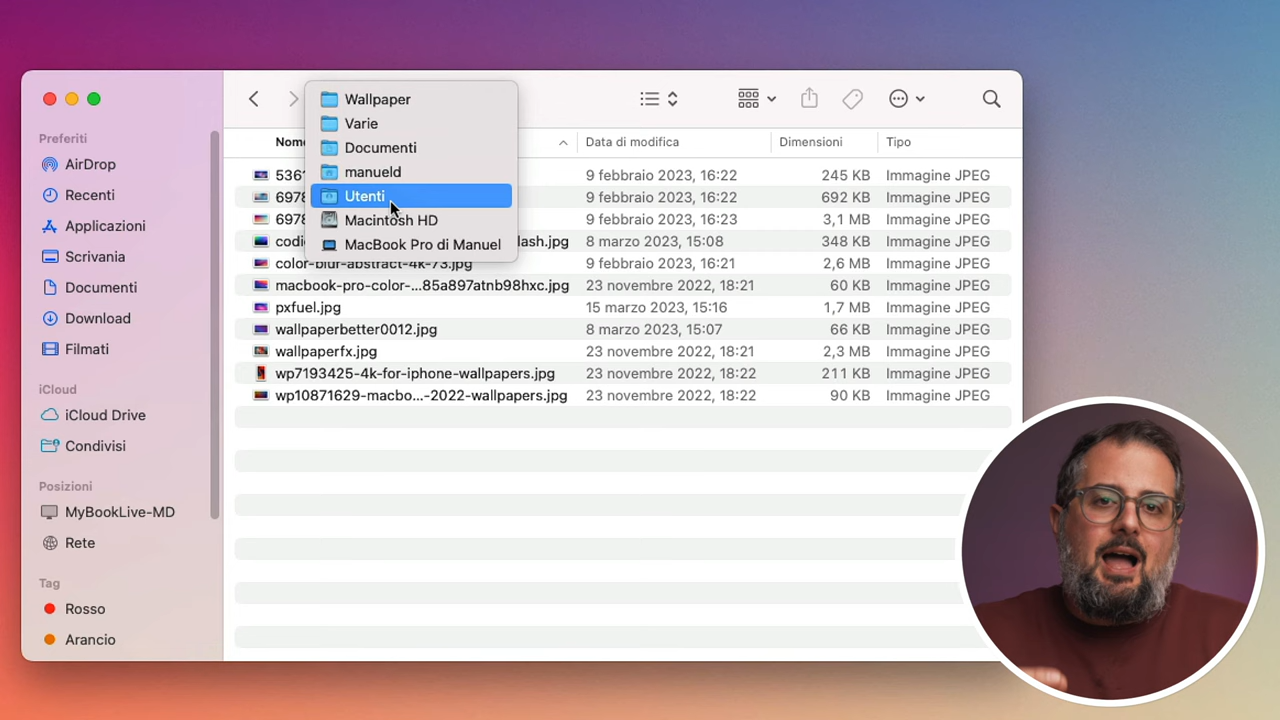 Preferiti
AirDrop
Recenti
Applicazioni
Scrivania
Documenti
Download
Filmati
iCloud
iCloud Drive
Condivisi
Posizioni
MyBookLive-MD
Rete
Tag
Rosso
Arancio
Wallpaper
Varie
Documenti
manueld
Utenti
Macintosh HD
MacBook Pro di Manuel
Data di modifica Dimensioni Tipo
9 febbraio 2023, 16:22 245 KB Immagine JPEG
9 febbraio 2023, 16:22 692 KB Immagine JPEG
9 febbraio 2023, 16:23 3,1 MB Immagine JPEG
lash.jpg 8 marzo 2023, 15:08 348 KB Immagine JPEG
color-blur-abstract-4k-73.jpg 9 febbraio 2023, 16:21 2,6 MB Immagine JPEG
macbook-pro-color-...85a897atnb98hxc.jpg 23 novembre 2022, 18:21 60 KB Immagine JPEG
pxfuel.jpg 15 marzo 2023, 15:16 1,7 MB Immagine JPEG
wallpaperbetter0012.jpg 8 marzo 2023, 15:07 66 KB Immagine JPEG
wallpaperfx.jpg 23 novembre 2022, 18:21 2,3 MB Immagine JPEG
wp7193425-4k-for-iphone-wallpapers.jpg 23 novembre 2022, 18:22 211 KB Immagine JPEG
wp10871629-macbo...-2022-wallpapers.jpg 23 novembre 2022, 18:22 90 KB Immagine JPEG